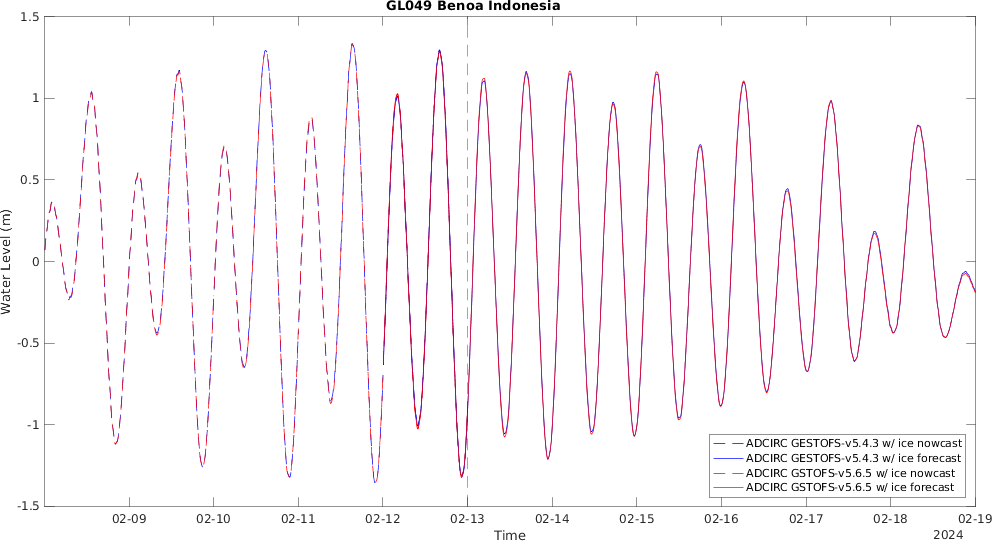 GL049 Benoa Indonesia
1.5
1
0.5
0
-0.5
-1
-1.5
Water Level (m)
02-09 02-10 02-11 02-12 02-13 02-14 02-15 02-16 02-17 02-18 02-19
Time
2024
ADCIRC GESTOFS-v5.4.3 w/ ice nowcast
ADCIRC GESTOFS-v5.4.3 w/ ice forecast
ADCIRC GSTOFS-v5.6.5 w/ ice nowcast
ADCIRC GSTOFS-v5.6.5 w/ ice forecast